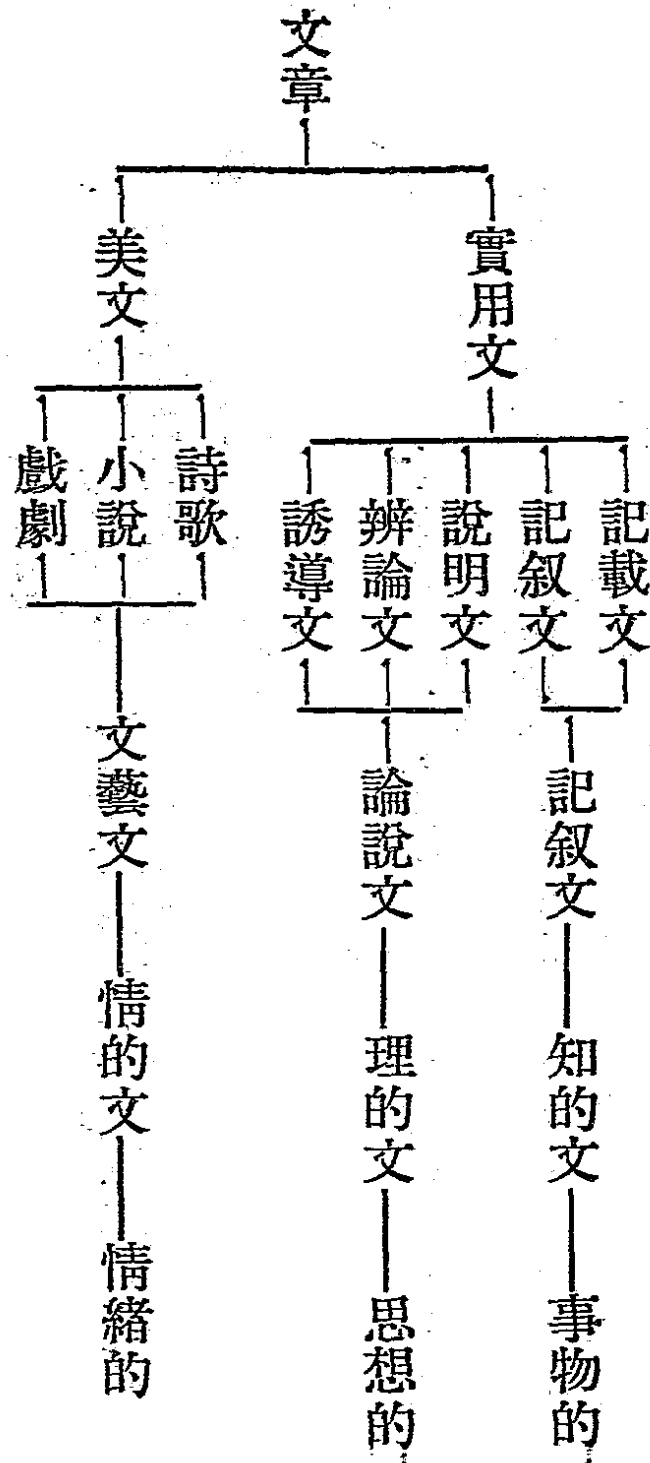 文章
實用文
美文
記載文
記叙文
說明文
辨論文
誘導文
詩歌
小說
戲劇
記叙文
論說文
文藝文
知的文
理的文
情的文
事物的
思想的
情緒的